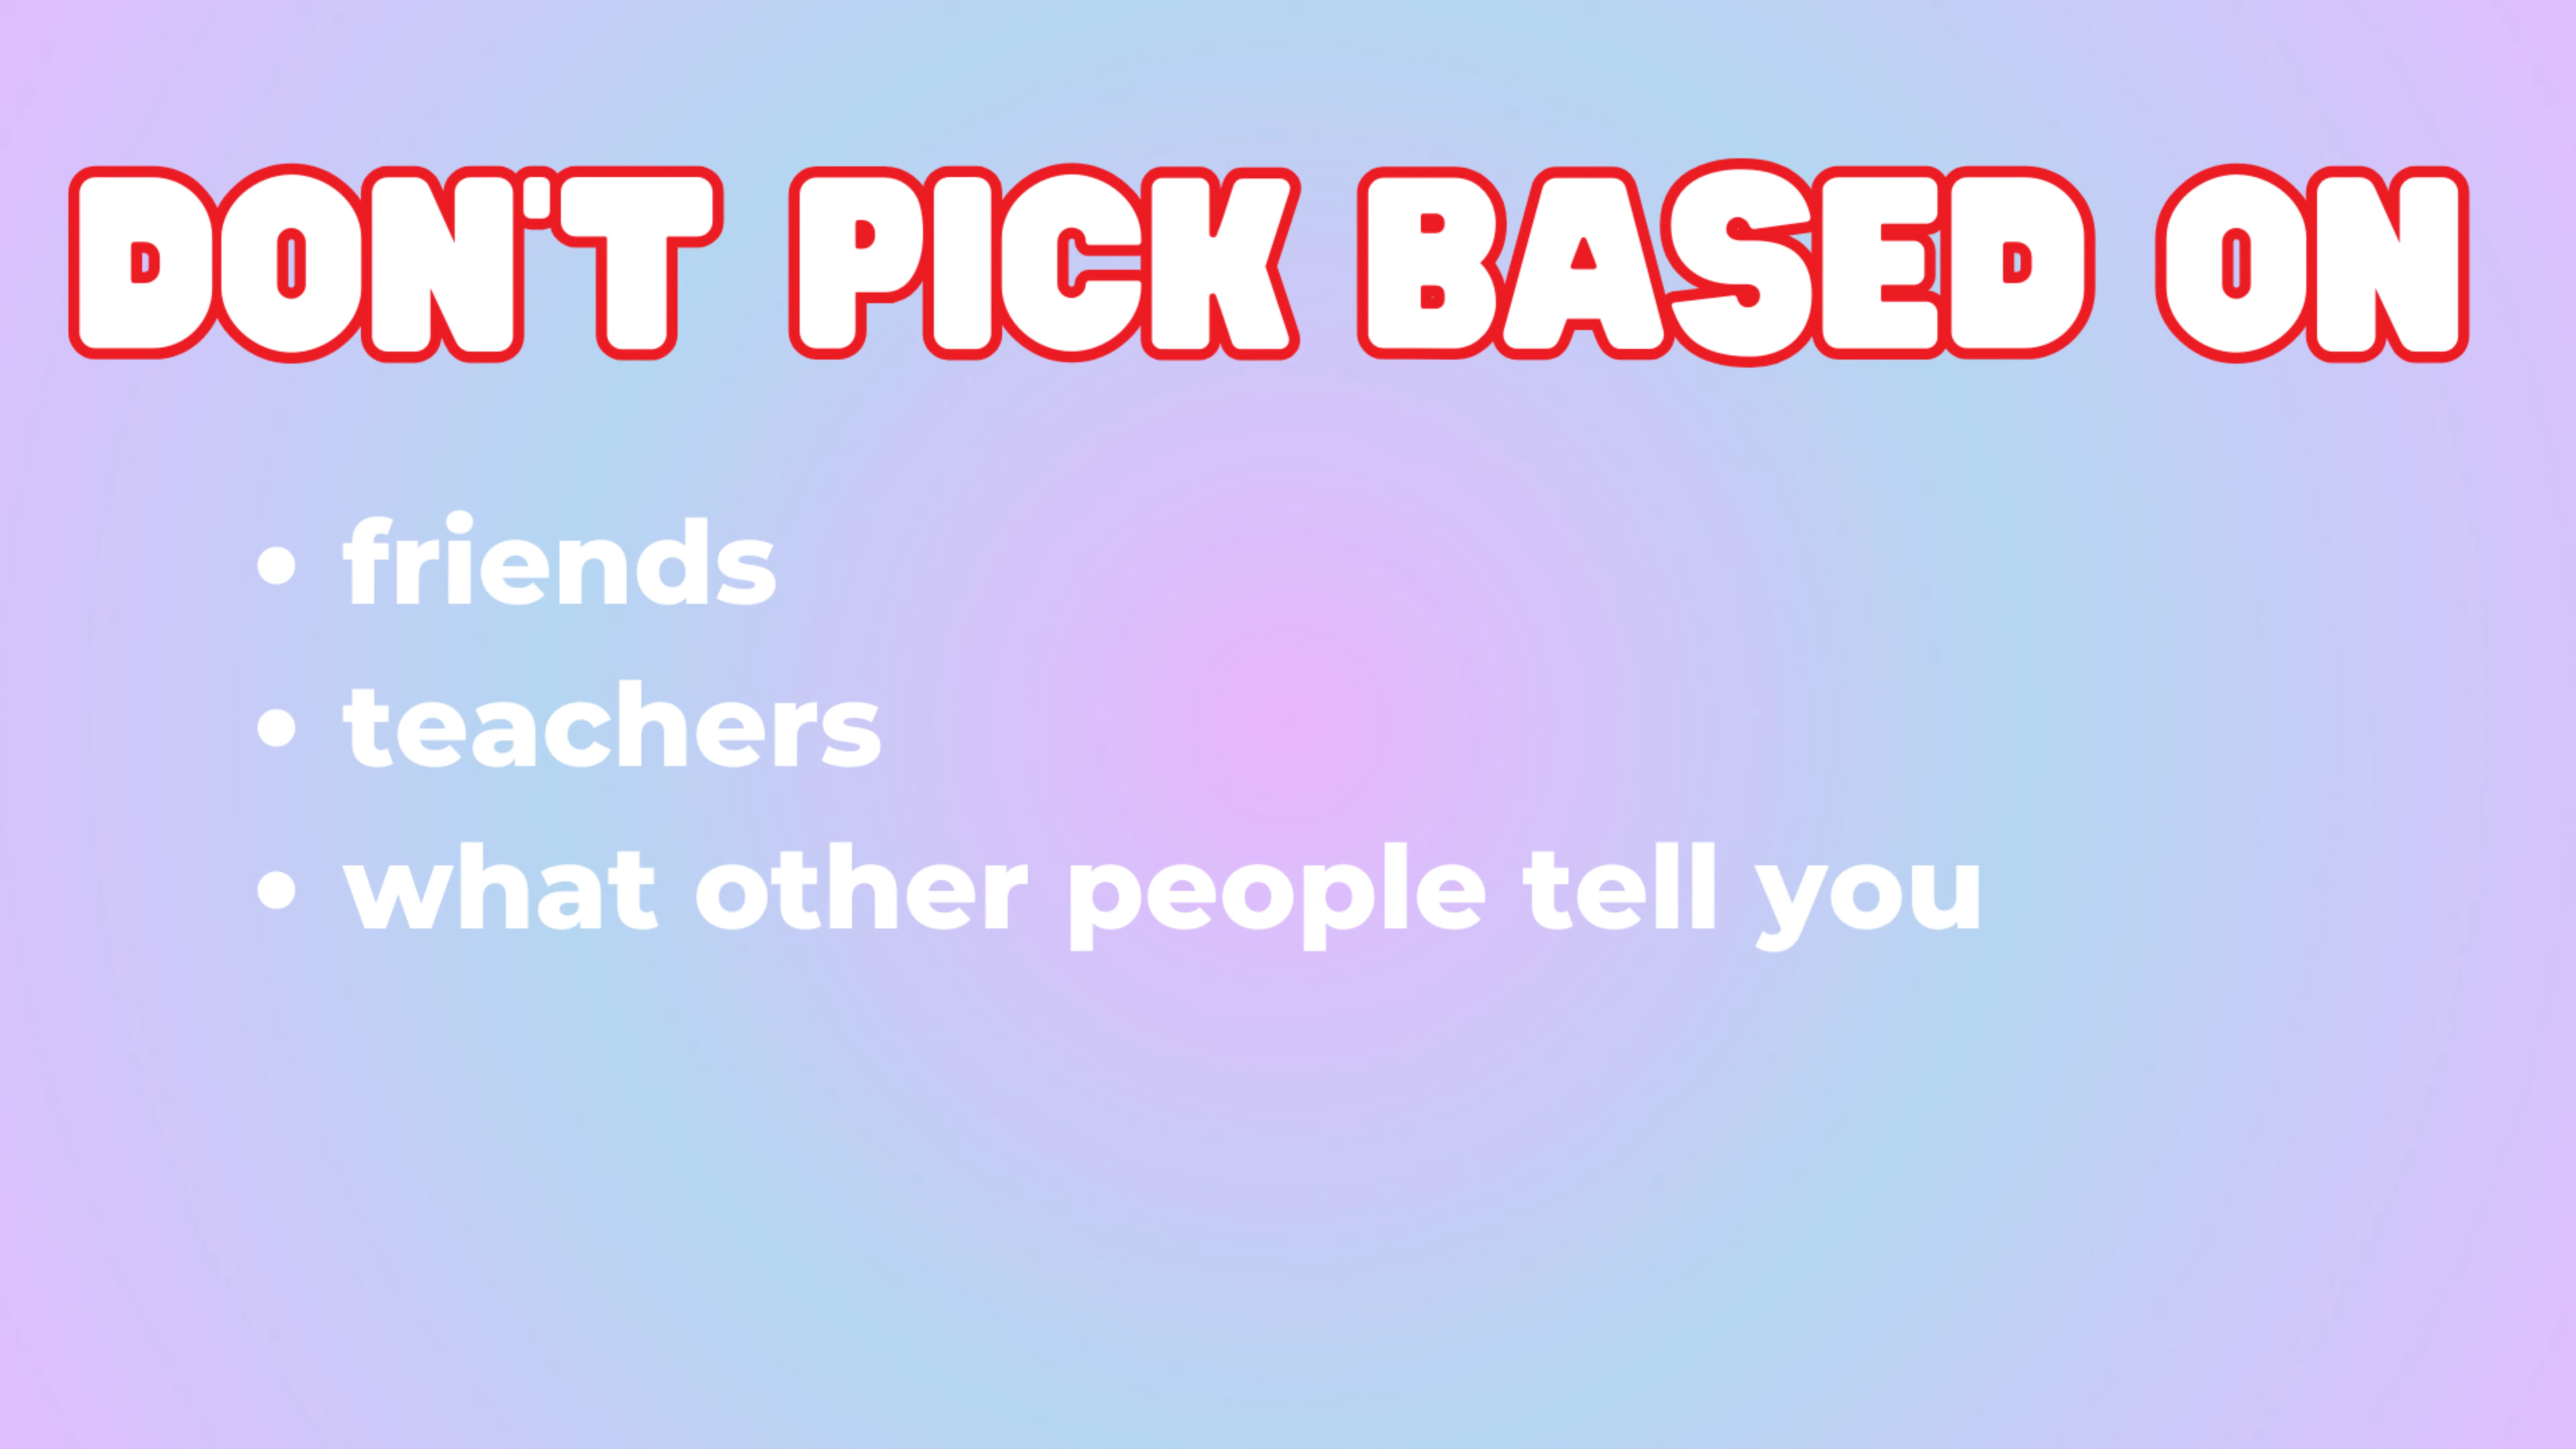 DON'T PICK BASED ON
• friends
• teachers
• what other people tell you